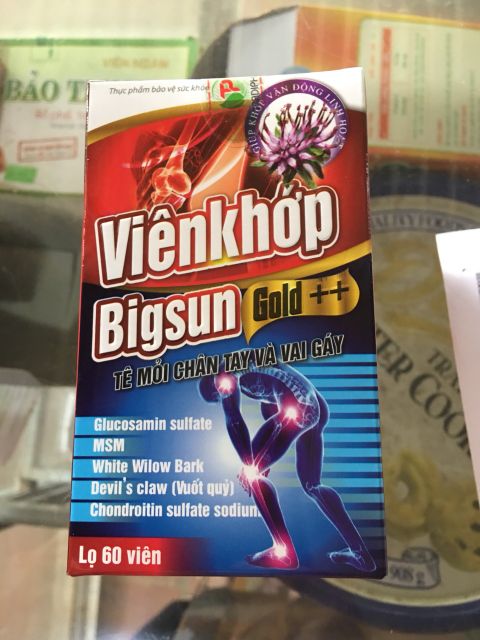 Thực phẩm bảo vệ sức khỏe
GIÚP KHỚP VẬN ĐỘNG LINH HOẠT
Viênkhớp
Bigsun Gold ++
TÊ MỎI CHÂN TAY VÀ VAI GÁY
Glucosamin sulfate
MSM
White Wilow Bark
Devil's claw (Vuốt quỷ)
Chondroitin sulfate sodium
Lọ 60 viên
BẢO
908 g